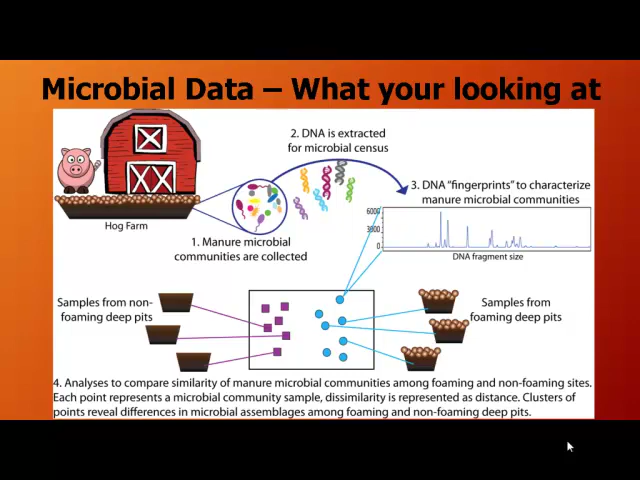 Microbial Data – What your looking at
2. DNA is extracted
for microbial census
3. DNA "fingerprints" to characterize
manure microbial communities
6000
3000
0
DNA fragment size
Hog Farm
1. Manure microbial
communities are collected
Samples from non-
foaming deep pits
Samples from
foaming deep pits
4. Analyses to compare similarity of manure microbial communities among foaming and non-foaming sites.
Each point represents a microbial community sample, dissimilarity is represented as distance. Clusters of
points reveal differences in microbial assemblages among foaming and non-foaming deep pits.